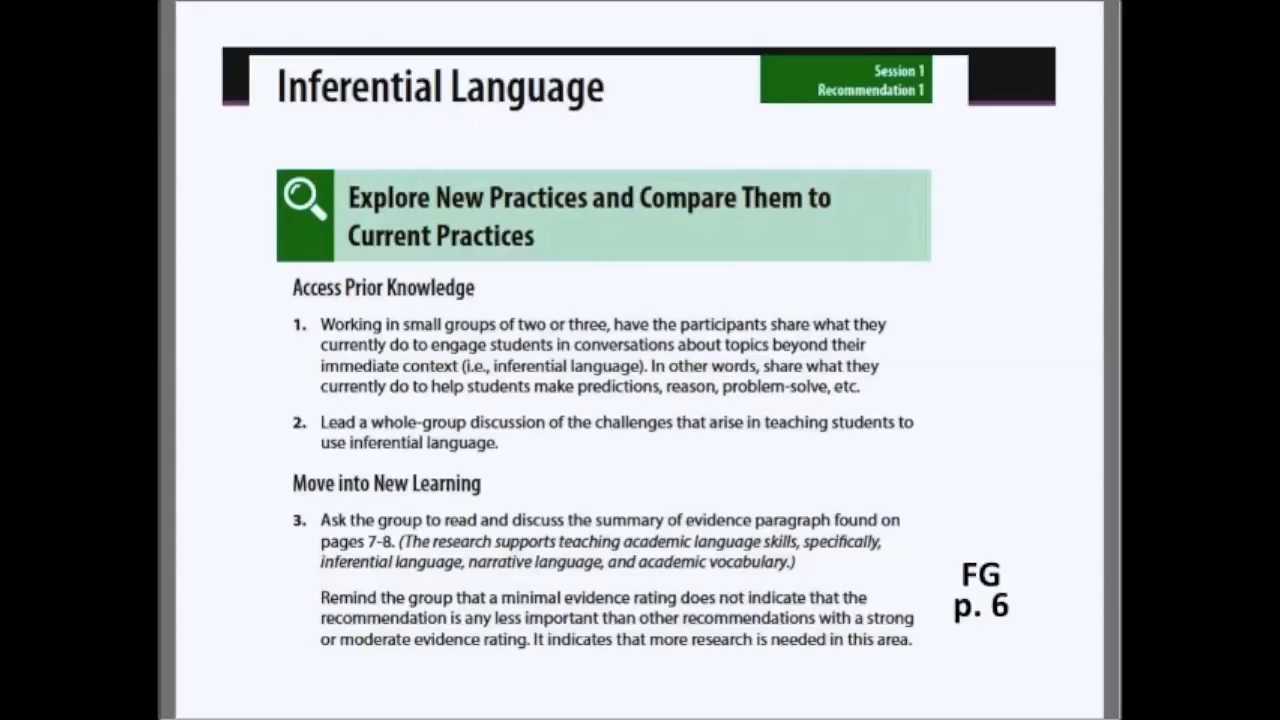 Inferential Language
Session 1
Recommendation 1
Explore New Practices and Compare Them to
Current Practices
Access Prior Knowledge
1. Working in small groups of two or three, have the participants share what they
currently do to engage students in conversations about topics beyond their
immediate context (i.e., inferential language). In other words, share what they
currently do to help students make predictions, reason, problem-solve, etc.
2. Lead a whole-group discussion of the challenges that arise in teaching students to
use inferential language.
Move into New Learning
3. Ask the group to read and discuss the summary of evidence paragraph found on
pages 7-8. (The research supports teaching academic language skills, specifically,
inferential language, narrative language, and academic vocabulary.)
Remind the group that a minimal evidence rating does not indicate that the
recommendation is any less important than other recommendations with a strong
or moderate evidence rating. It indicates that more research is needed in this area.
FG
p. 6